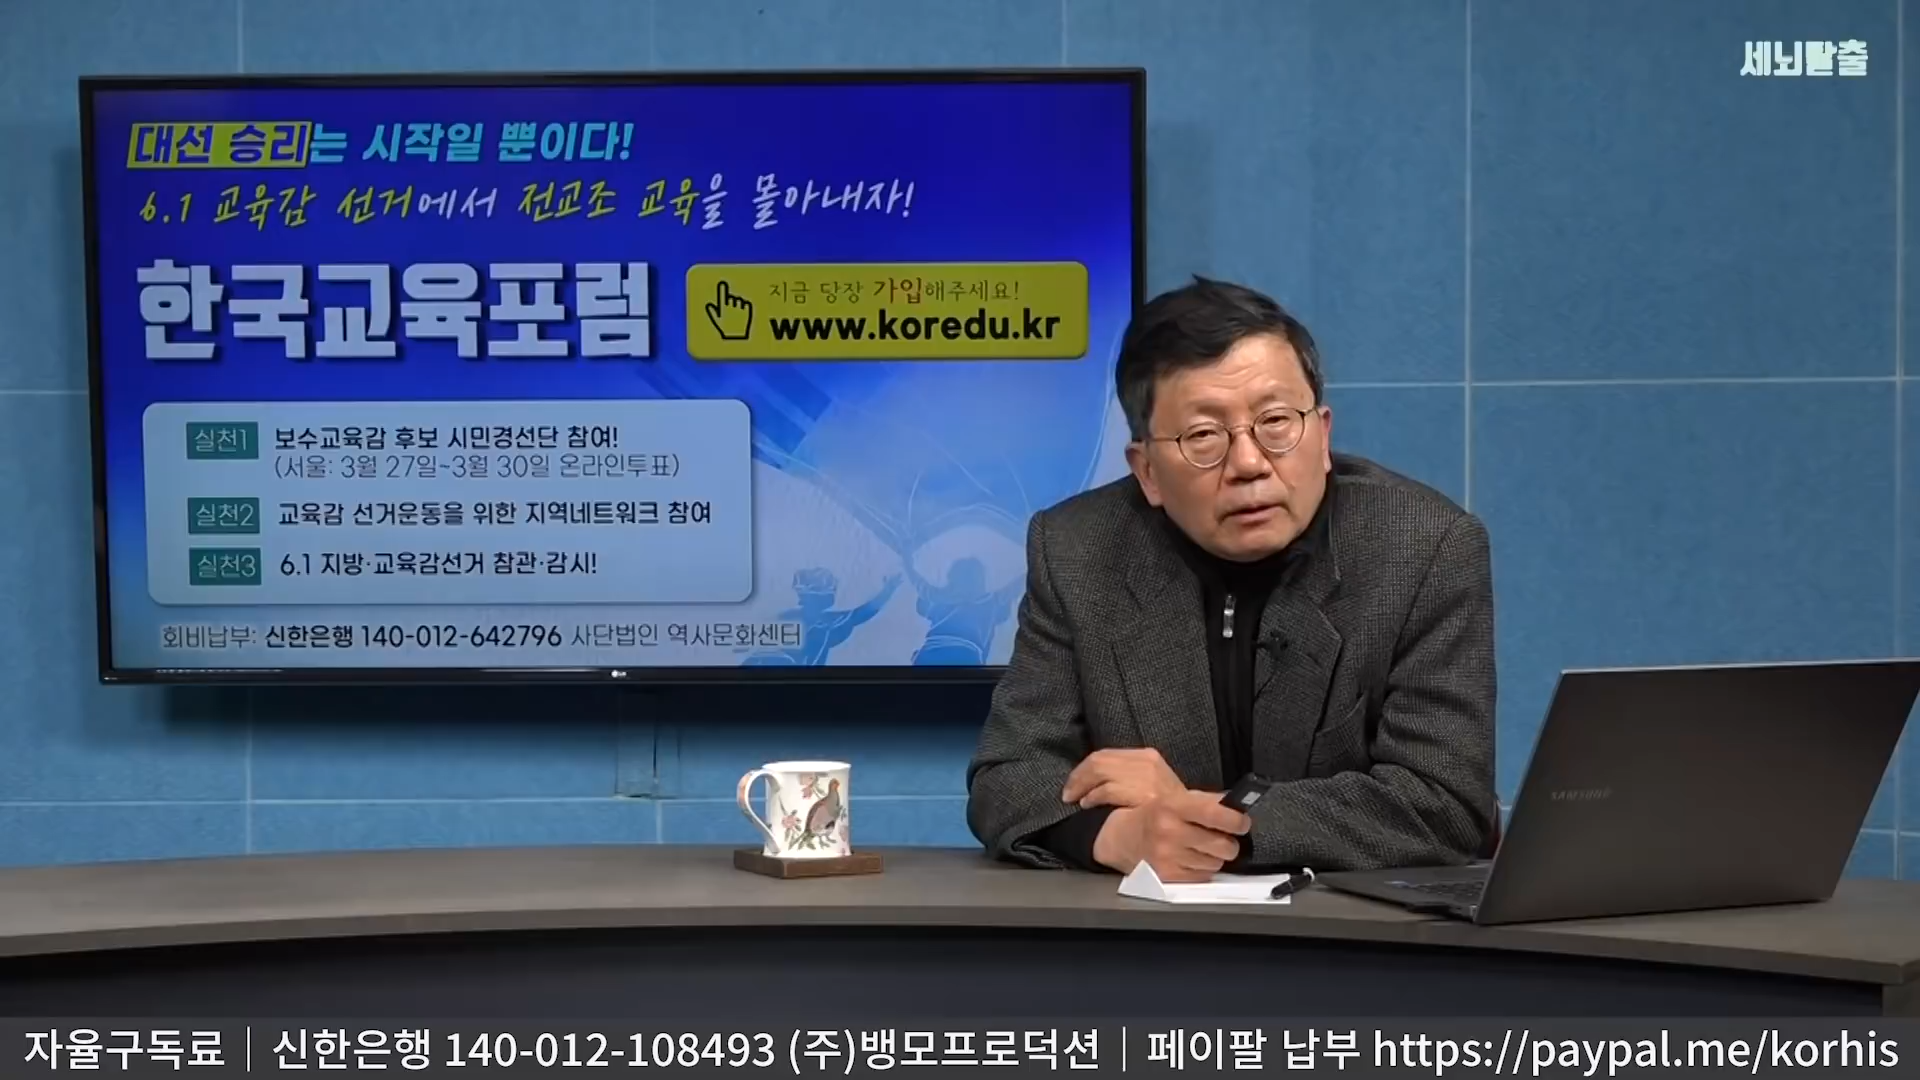 세뇌탈출
대선 승리는 시작일 뿐이다!
6.1 교육감 선거에서 전교조 교육을 몰아내자!
한국교육포럼
지금 당장 가입해주세요!
www.koredu.kr
실천1 보수교육감 후보 시민경선단 참여!
(서울: 3월 27일~3월 30일 온라인투표)
실천2 교육감 선거운동을 위한 지역네트워크 참여
실천3 6.1 지방·교육감선거 참관·감시!
회비납부: 신한은행 140-012-642796 사단법인 역사문화센터
LG
SAMSUNG
자율구독료 | 신한은행 140-012-108493 (주)뱅모프로덕션 | 페이팔 납부 https://paypal.me/korhis